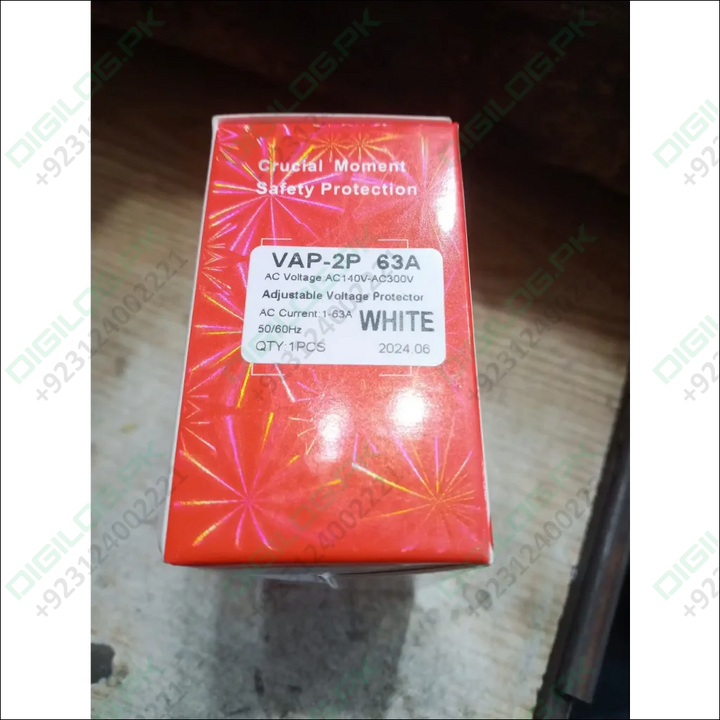 Crucial Moment
Safety Protection
VAP-2P 63A
AC Voltage:AC140V-AC300V
Adjustable Voltage Protector
AC Current:1-63A WHITE
50/60Hz
QTY:1PCS 2024.06
DIGILOG.PK
+923124002221